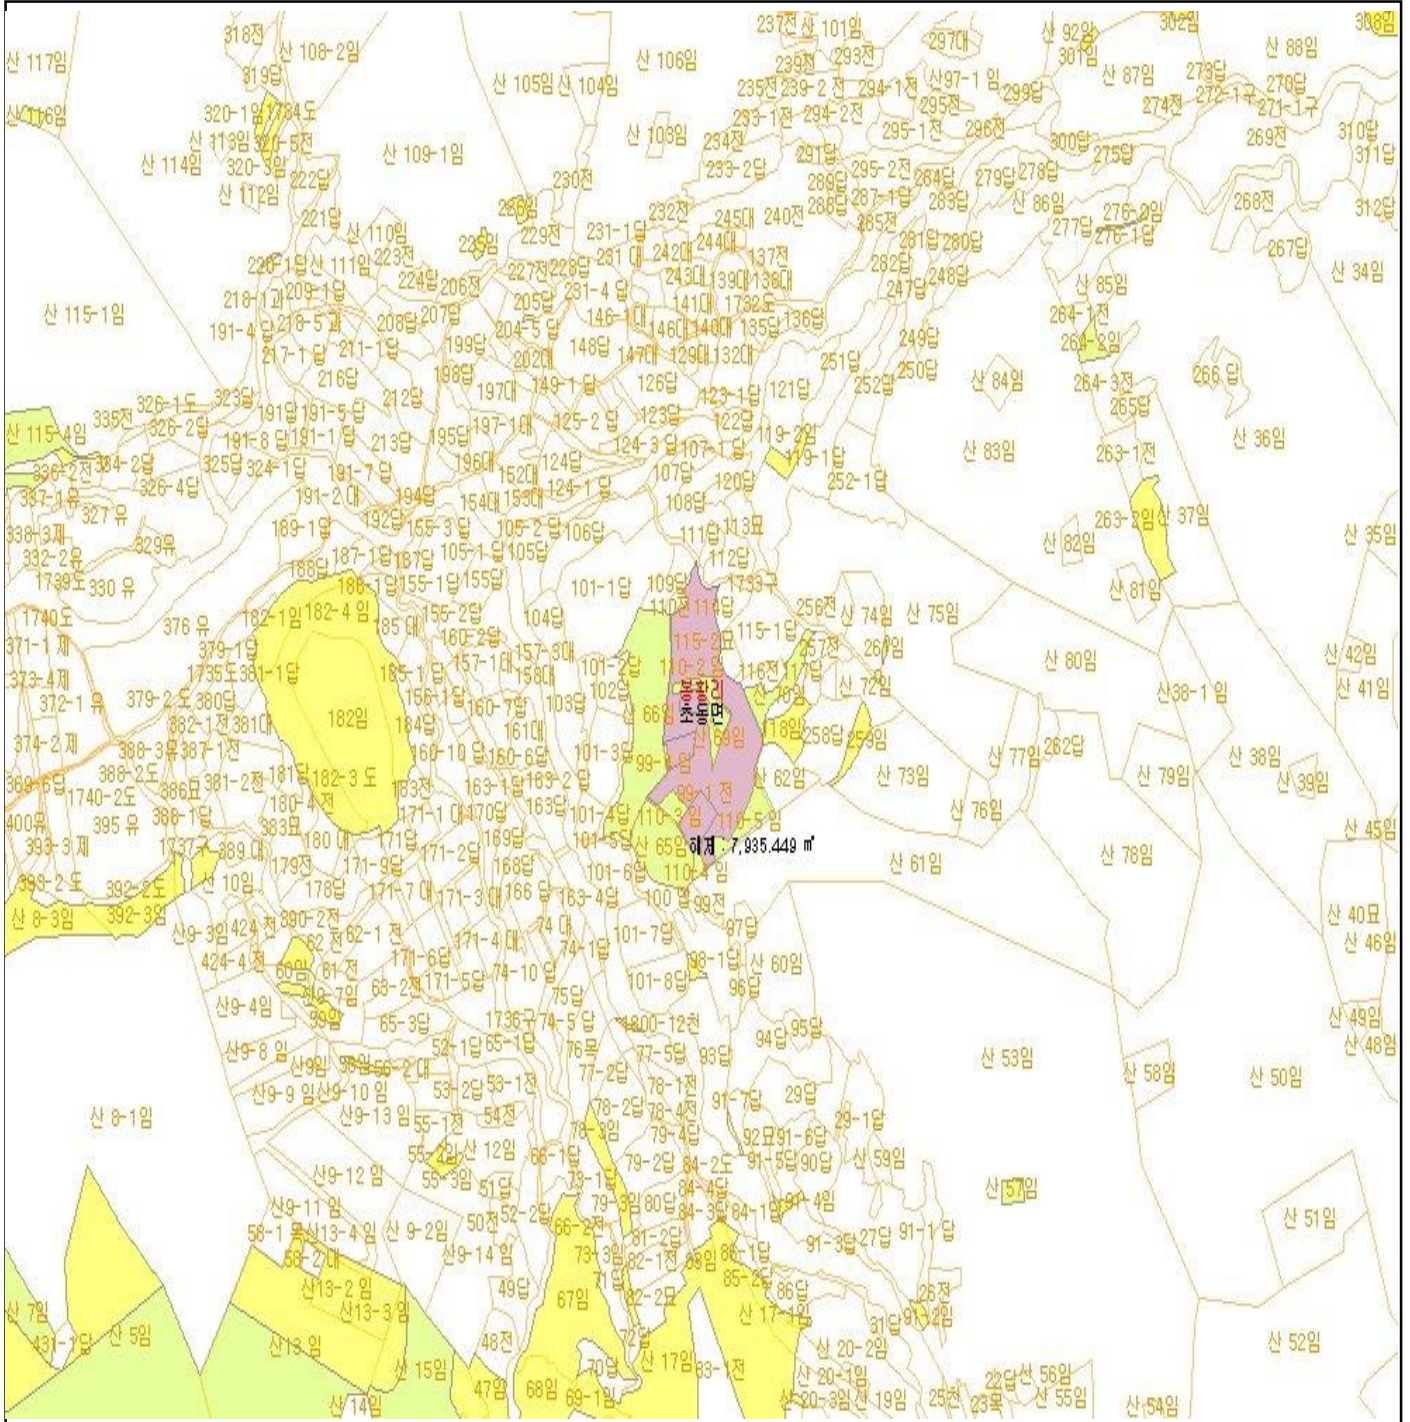 237전 산 101임
산 92임
302임
308임
318전
산 108-2임
산 106임
239전
293전
297대
301임
산 88임
산 117임
319답
산 105임
산 104임
235전
239-2 전
294-1전
산97-1 임
299답
산 87임
273답
270답
산 116임
320-1임
1734도
233-1전
294-2전
295전
274전
272-1구
271-1구
산 113임
320-5전
산 103임
234전
295-1전
296전
300답
269전
310답
산 114임
320-3임
산 109-1임
233-2답
291답
295-2전
275답
311답
222답
230전
289답
284답
279답
278답
산 112임
221답
229전
232전
245대
240전
288답
287-1답
283답
산 86임
268전
312답
산 110임
231-1답
244대
285전
281답
280답
277답
276-1답
267답
223전
227전
228답
231 대
242대
137전
282답
248답
산 34임
산 111임
224답
206전
243대
139대
138대
247답
산 85임
209-1답
205답
231-4 답
141대
1732도
264-1전
산 115-1임
191-4 답
208답
207답
204-5 답
146-1대
146대
140대
135답
136답
249답
264-2임
217-1 답
211-1답
199답
202대
148답
147대
129대
132대
251답
250답
산 84임
264-3전
266 답
216답
198답
197대
149-1 답
126답
123-1답
121답
252답
265답
335전
326-1도
323답
191답
191-5 답
212답
197-1대
125-2 답
123답
122답
119-2임
산 36임
산 115-4임
326-2답
191-8 답
191-1 답
213답
195답
124-3 답
107-1 답
119-1답
산 83임
263-1전
336-2전
334-2답
325답
324-1답
191-7 답
196대
152대
124답
107답
120답
252-1답
337-1유
326-4답
191-2 대
194답
154대
153대
124-1 답
108답
327 유
189-1답
192답
155-3 답
105-2 답
106답
111답
113묘
263-2임
산 37임
338-3제
329유
187-1답
187답
105-1답
105답
112답
산 82임
산 35임
332-2유
188답
186-1답
155-1답
155답
101-1답
109답
1733구
산 81임
1739도
330 유
182-1임
182-4 임
155-2답
110전
114답
256전
산 74임
산 75임
1740도
376 유
185 대
160-2답
104답
115-2묘
115-1답
257전
371-1 제
379-1답
157-1대
157-3대
101-2답
110-2 임
116전
117답
261임
산 80임
산 42임
373-4제
1735도
381-1답
185-1답
158대
산 70임
산 72임
산 41임
372-1 유
379-2 도
380답
156-1답
103답
102답
산38-1 임
382-1전
381대
182임
184답
160-7답
161대
산 66임
산 69임
118임
258답
259임
262답
374-2 제
388-3유
387-1전
160-10 답
160-6답
101-3답
99-4 임
산 77임
산 38임
369-6답
388-2도
381-2전
181답
182-3 도
183전
163-1답
163-2 답
99-1 전
산 62임
산 73임
산 79임
산 39임
1740-2도
386묘
180-4 전
171-1 대
170답
163답
101-4답
110-3 임
110-5 임
산 76임
400유
395 유
388-1답
383묘
산 45임
393-3 제
1737구
389 대
180 대
171답
171-2답
169답
101-5답
산 65임
해제 : 7,935.449 ㎡
393-2 도
392-2도
산 10임
179전
171-9답
168답
101-6답
110-4 임
산 61임
산 78임
178답
171-7 대
171-3대
166 답
163-4답
100 답
99전
산 8-3임
392-3임
산9-3임
424 전
390-2전
74 대
97답
산 40묘
62 전
62-1 전
171-4 대
74-1답
101-7답
산 46임
424-4 전
60임
61 전
171-6답
98-1답
산 60임
63-2전
171-5답
74-10 답
101-8답
96답
산9-4임
산9-7임
75답
59임
65-3답
1736구
74-5 답
1800-12천
94답
95답
산 49임
산9-8 임
52-1답
65-1답
76목
77-5답
93답
산 48임
산9임
56-2 대
77-2답
산 53임
산 58임
산 50임
산9-9 임
산9-10 임
53-2답
53-1전
78-1전
91-7답
29답
산 8-1임
산9-13 임
55-1전
54전
78-2답
78-4전
29-1답
78-3임
79-4답
92묘
91-6답
55-2임
산 12임
66-1답
79-2답
84-2도
91-5답
90답
산 59임
산9-12 임
55-3임
51답
73-1답
84-4답
산 57임
79-3임
80답
91-4임
산9-11 임
50전
52-2답
66-2전
84-3답
84-1답
산 51임
58-1 목
산13-4 임
산 9-2임
81-2답
91-3답
27답
91-1 답
58-2 대
산9-14 임
73-3임
82-1전
83임
86-1답
85-2답
산13-2 임
49답
71답
86답
26전
산 7임
산13-3 임
67임
82-2묘
산 17-1임
91-2임
431-1답
산 5임
산13 임
48전
72답
31답
산 52임
산 15임
70답
산 17임
83-1전
산 20-2임
47임
68임
69-1임
산 20-1임
22답
산 56임
산 14임
산 20-3임
산 19임
25전
23목
산 55임
산 54임